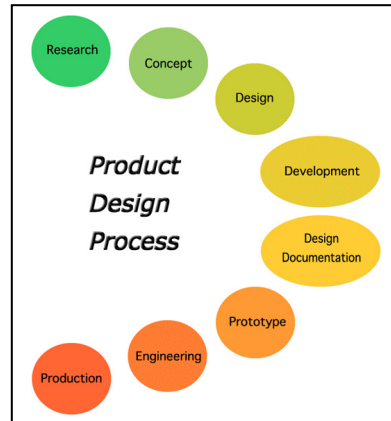 Research
Concept
Design
Development
Design
Documentation
Prototype
Engineering
Production
Product
Design
Process